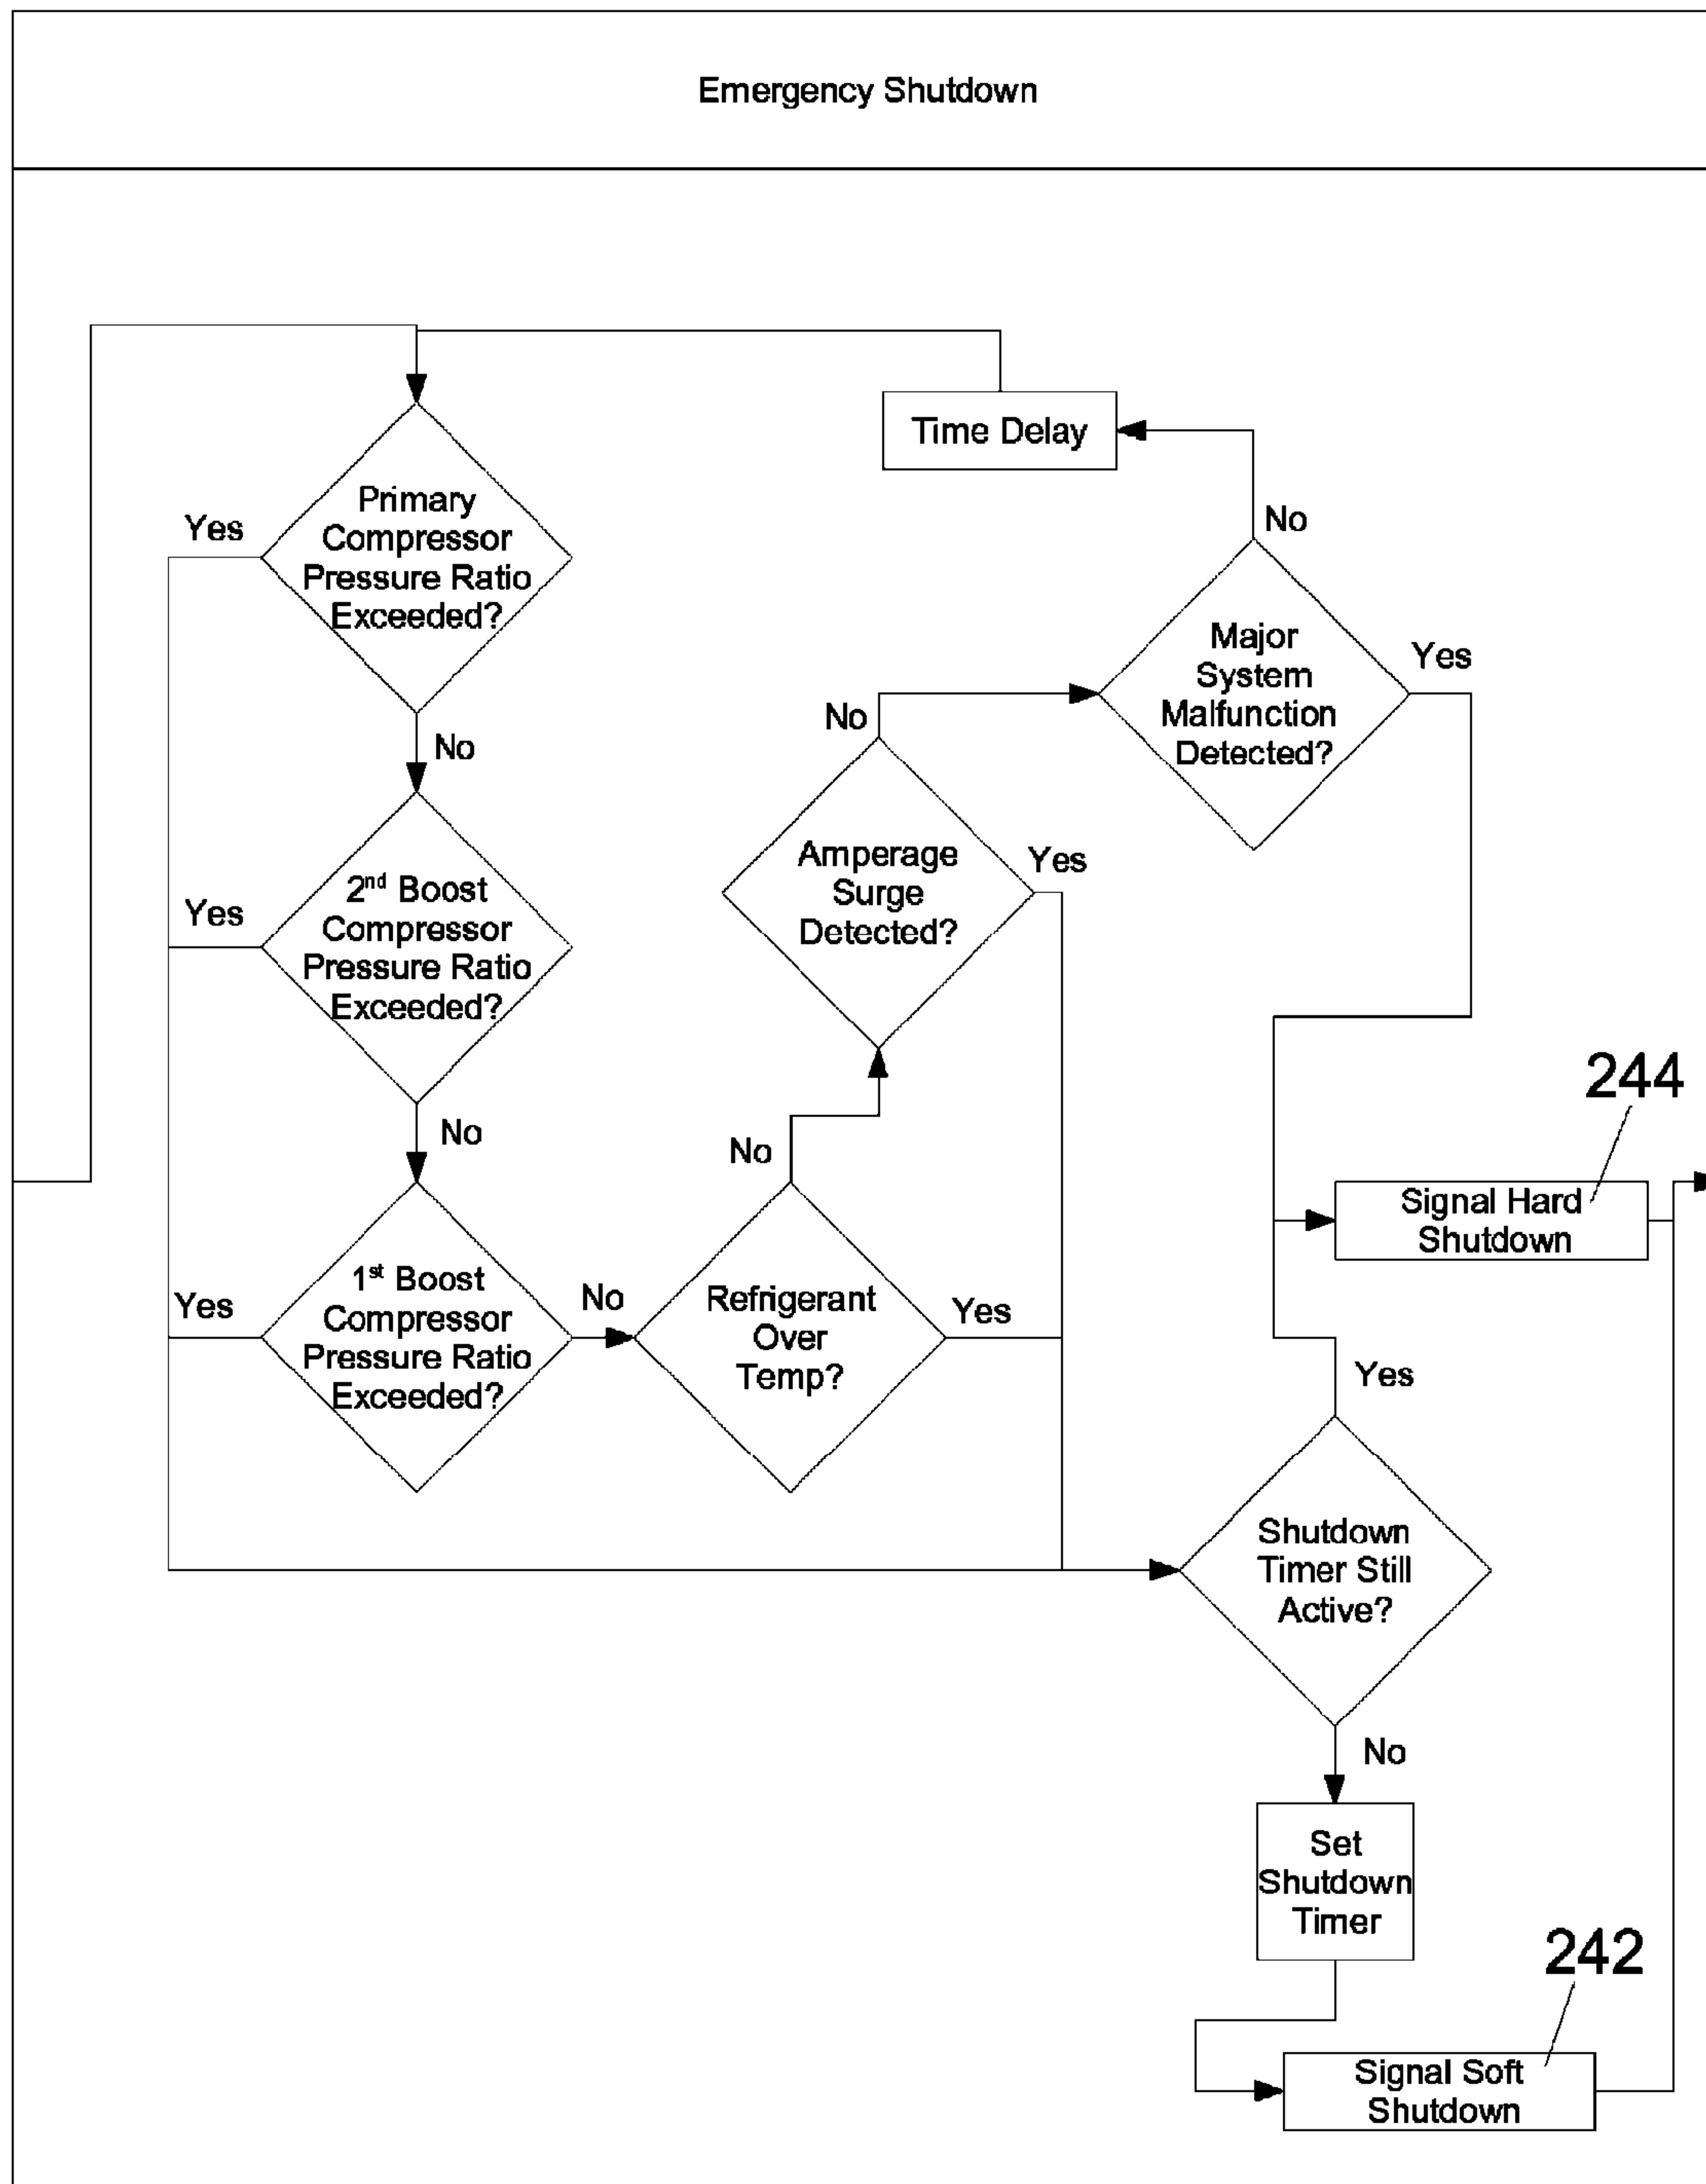 Emergency Shutdown
Time Delay
Primary
Compressor
Pressure Ratio
Exceeded?
Yes
No
2nd Boost
Compressor
Pressure Ratio
Exceeded?
Yes
No
1st Boost
Compressor
Pressure Ratio
Exceeded?
Yes
No
Refrigerant
Over
Temp?
Yes
No
Amperage
Surge
Detected?
Yes
No
Major
System
Malfunction
Detected?
Yes
No
244
Signal Hard
Shutdown
Yes
Shutdown
Timer Still
Active?
No
Set
Shutdown
Timer
242
Signal Soft
Shutdown